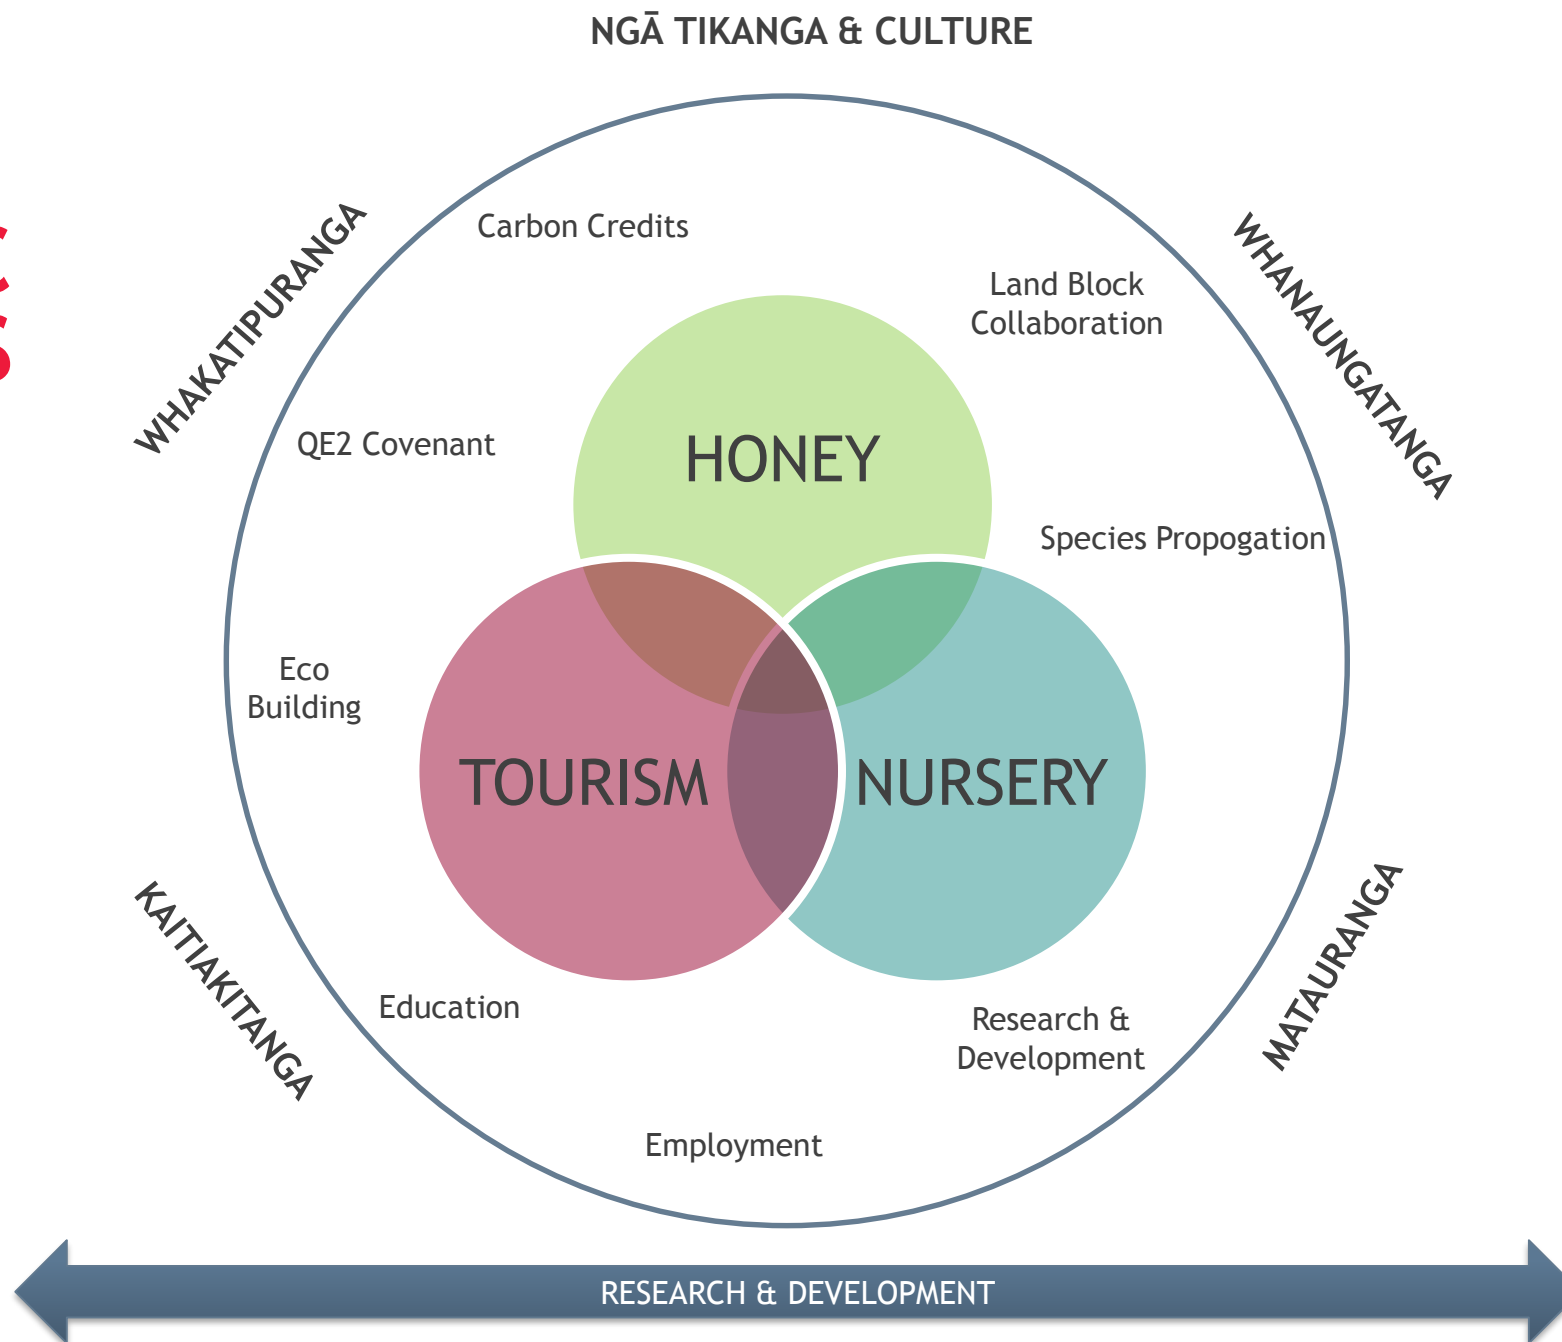 NGĀ TIKANGA & CULTURE
WHAKATIPURANGA
WHANAUNGATANGA
Carbon Credits
Land Block
Collaboration
QE2 Covenant
HONEY
Species Propogation
Eco
Building
TOURISM
NURSERY
KAITIAKITANGA
MATAURANGA
Education
Research &
Development
Employment
RESEARCH & DEVELOPMENT